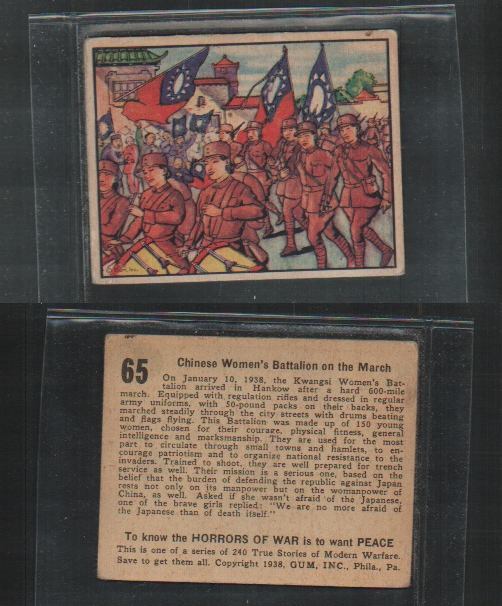 65
Chinese Women's Battalion on the March
On January 10, 1938, the Kwangsi Women's Bat-
talion arrived in Hankow after a hard 600-mile
march. Equipped with regulation rifles and dressed in regular
army uniforms, with 50-pound packs on their backs, they
marched steadily through the city streets with drums beating
and flags flying. This Battalion was made up of 150 young
women, chosen for their courage, physical fitness, general
intelligence and marksmanship. They are used for the most
part to circulate through small towns and hamlets, to en-
courage patriotism and to organize national resistance to the
invaders. Trained to shoot, they are well prepared for trench
service as well. Their mission is a serious one, based on the
belief that the burden of defending the republic against Japan
rests not only on its manpower but on the womanpower of
China, as well. Asked if she wasn't afraid of the Japanese,
one of the brave girls replied: "We are no more afraid of
the Japanese than of death itself."
To know the HORRORS OF WAR is to want PEACE
This is one of a series of 240 True Stories of Modern Warfare.
Save to get them all. Copyright 1938, GUM, INC., Phila., Pa.